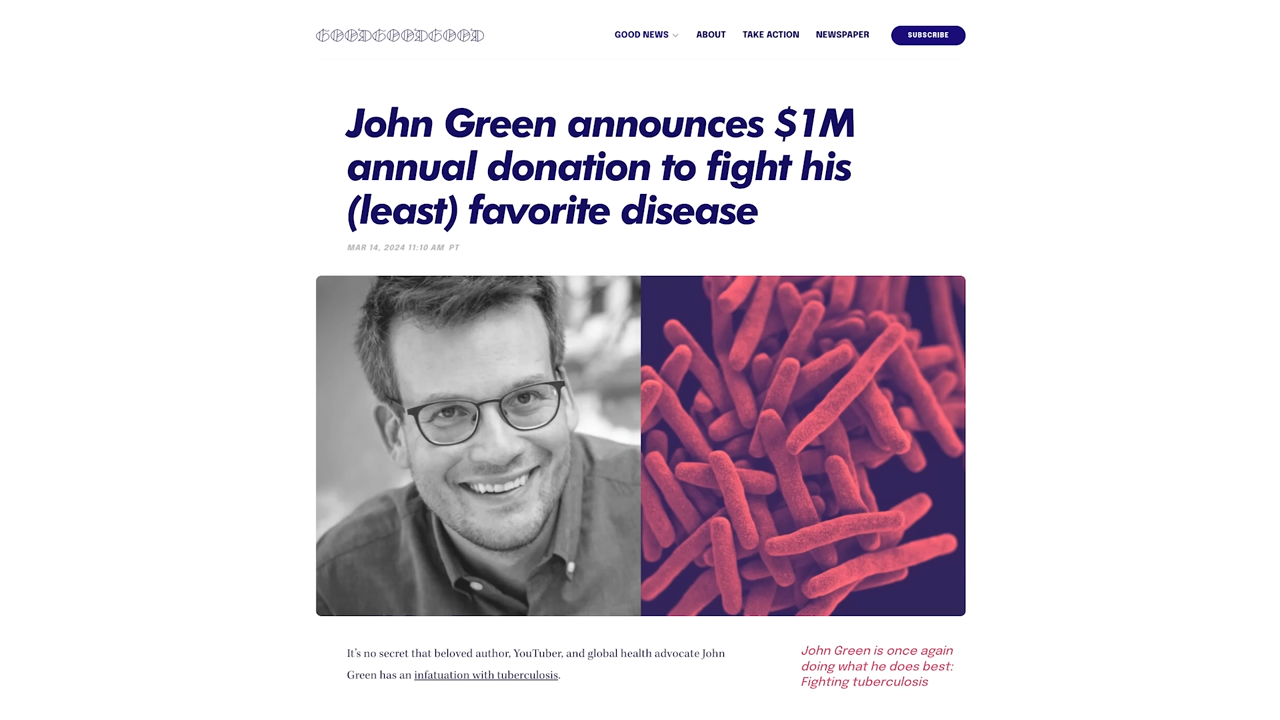 GOODGOODGOOD
GOOD NEWS ABOUT TAKE ACTION NEWSPAPER SUBSCRIBE
John Green announces $1M
annual donation to fight his
(least) favorite disease
MAR 14, 2024 11:10 AM PT
It's no secret that beloved author, YouTuber, and global health advocate John
Green has an infatuation with tuberculosis.
John Green is once again
doing what he does best:
Fighting tuberculosis